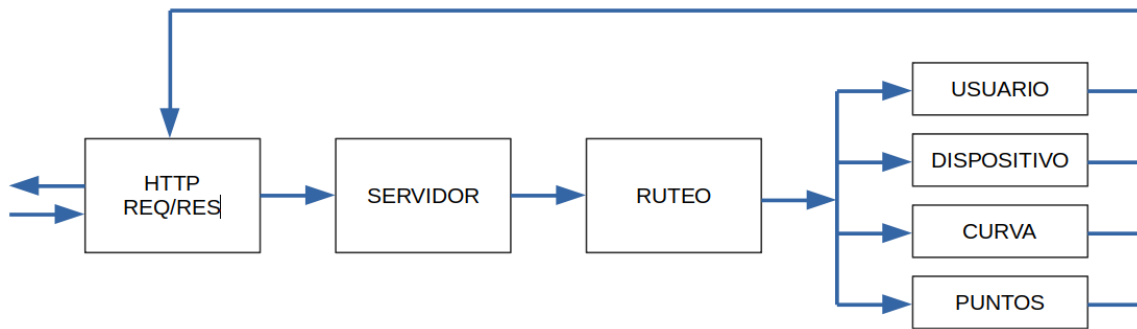 HTTP
REQ/RES
SERVIDOR
RUTEO
USUARIO
DISPOSITIVO
CURVA
PUNTOS